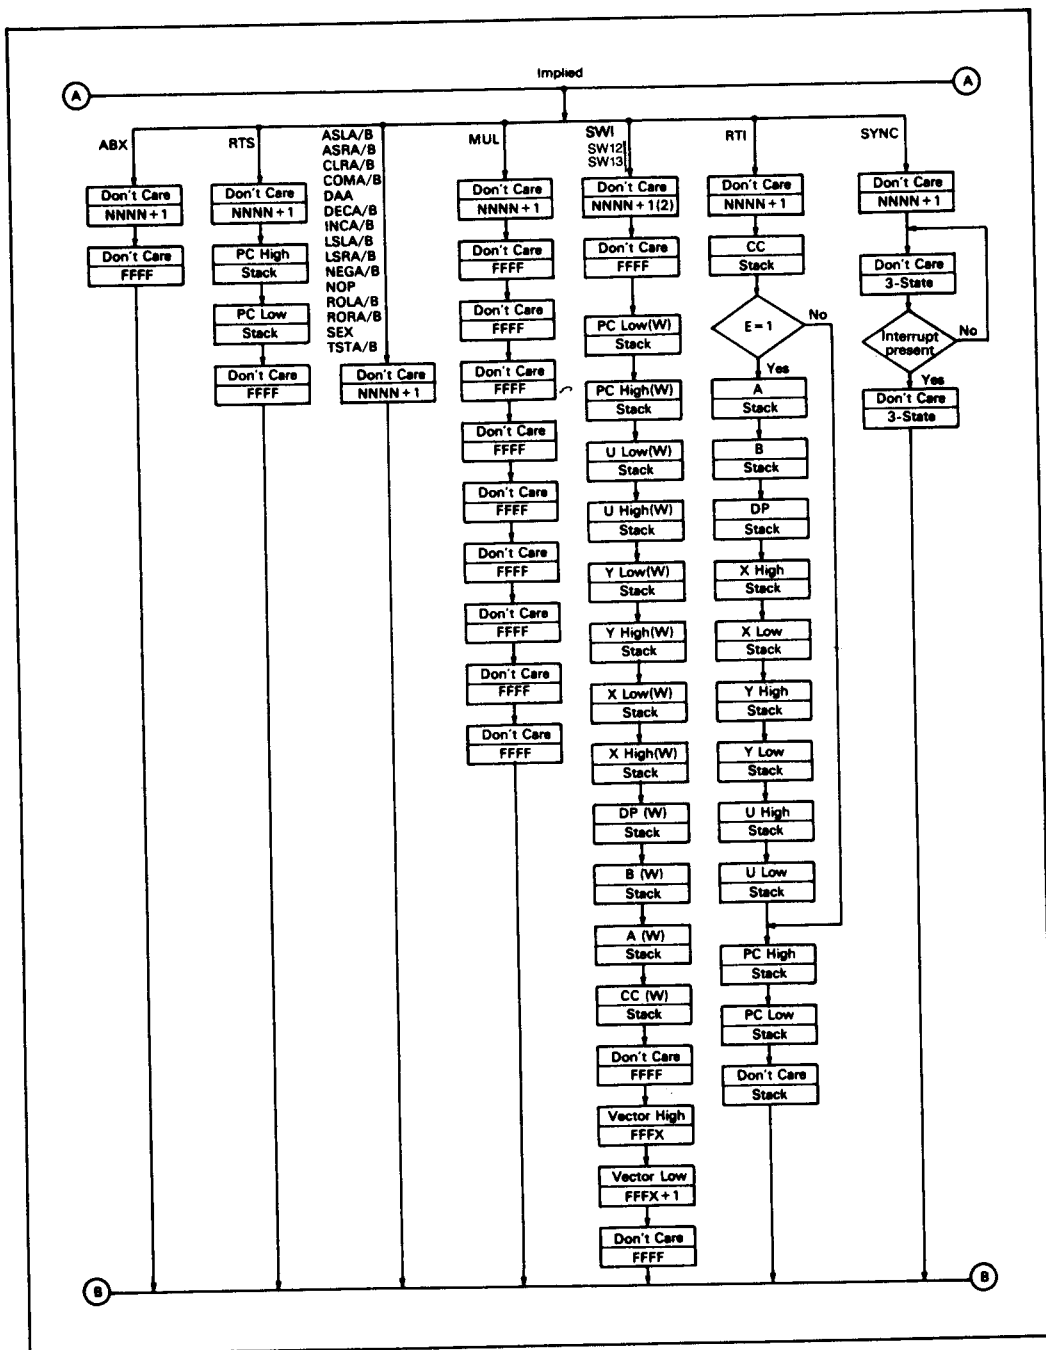 Implied
A
A
ABX
Don't Care
NNNN+1
Don't Care
FFFF
RTS
Don't Care
NNNN+1
PC High
Stack
PC Low
Stack
Don't Care
FFFF
ASLA/B
ASRA/B
CLRA/B
COMA/B
DAA
DECA/B
INCA/B
LSLA/B
LSRA/B
NEGA/B
NOP
ROLA/B
RORA/B
SEX
TSTA/B
Don't Care
NNNN+1
MUL
Don't Care
NNNN+1
Don't Care
FFFF
Don't Care
FFFF
Don't Care
FFFF
Don't Care
FFFF
Don't Care
FFFF
Don't Care
FFFF
Don't Care
FFFF
Don't Care
FFFF
Don't Care
FFFF
SWI
SW12
SW13
Don't Care
NNNN+1(2)
Don't Care
FFFF
PC Low(W)
Stack
PC High(W)
Stack
U Low(W)
Stack
U High(W)
Stack
Y Low(W)
Stack
Y High(W)
Stack
X Low(W)
Stack
X High(W)
Stack
DP (W)
Stack
B (W)
Stack
A (W)
Stack
CC (W)
Stack
Don't Care
FFFF
Vector High
FFFX
Vector Low
FFFX+1
Don't Care
FFFF
RTI
Don't Care
NNNN+1
CC
Stack
E=1
No
Yes
A
Stack
B
Stack
DP
Stack
X High
Stack
X Low
Stack
Y High
Stack
Y Low
Stack
U High
Stack
U Low
Stack
PC High
Stack
PC Low
Stack
Don't Care
Stack
SYNC
Don't Care
NNNN+1
Don't Care
3-State
Interrupt
present
No
Yes
Don't Care
3-State
B
B